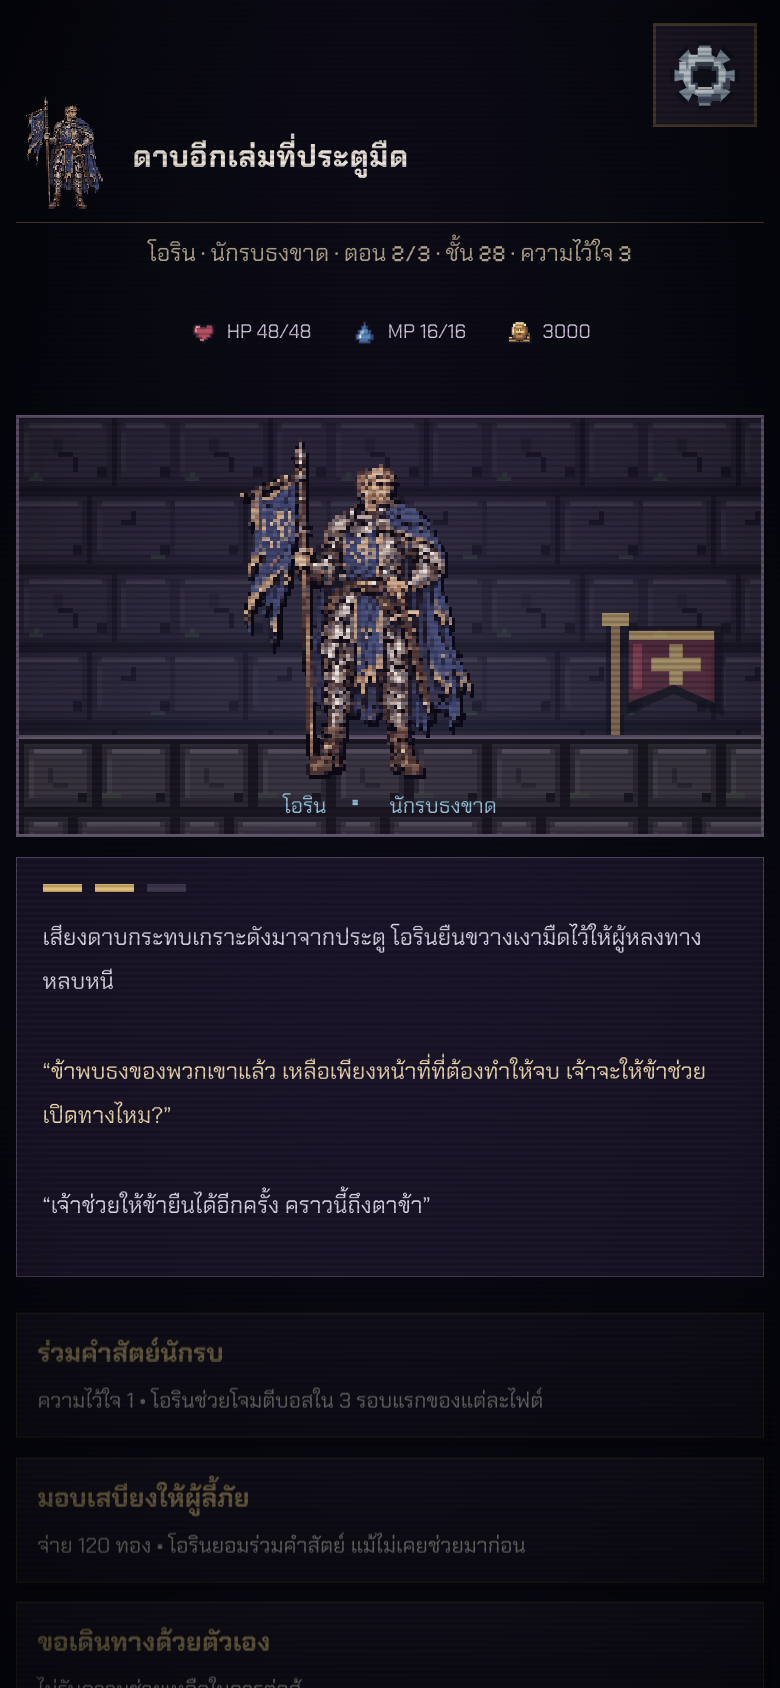 ดาบอีกเล่มที่ประตูมืด
โอริน · นักรบธงขาด · ตอน 2/3 · ชั้น 28 · ความไว้ใจ 3
HP 48/48 MP 16/16 3000
โอริน · นักรบธงขาด
เสียงดาบกระทบเกราะดังมาจากประตู โอรินยืนขวางเงามืดไว้ให้ผู้หลงทาง
หลบหนี
“ข้าพบธงของพวกเขาแล้ว เหลือเพียงหน้าที่ที่ต้องทำให้จบ เจ้าจะให้ข้าช่วย
เปิดทางไหม?”
“เจ้าช่วยให้ข้ายืนได้อีกครั้ง คราวนี้ถึงตาข้า”
ร่วมคำสัตย์นักรบ
ความไว้ใจ 1 • โอรินช่วยโจมตีบอสใน 3 รอบแรกของแต่ละไฟต์
มอบเสบียงให้ผู้ลี้ภัย
จ่าย 120 ทอง • โอรินยอมร่วมคำสัตย์ แม้ไม่เคยช่วยมาก่อน
ขอเดินทางด้วยตัวเอง